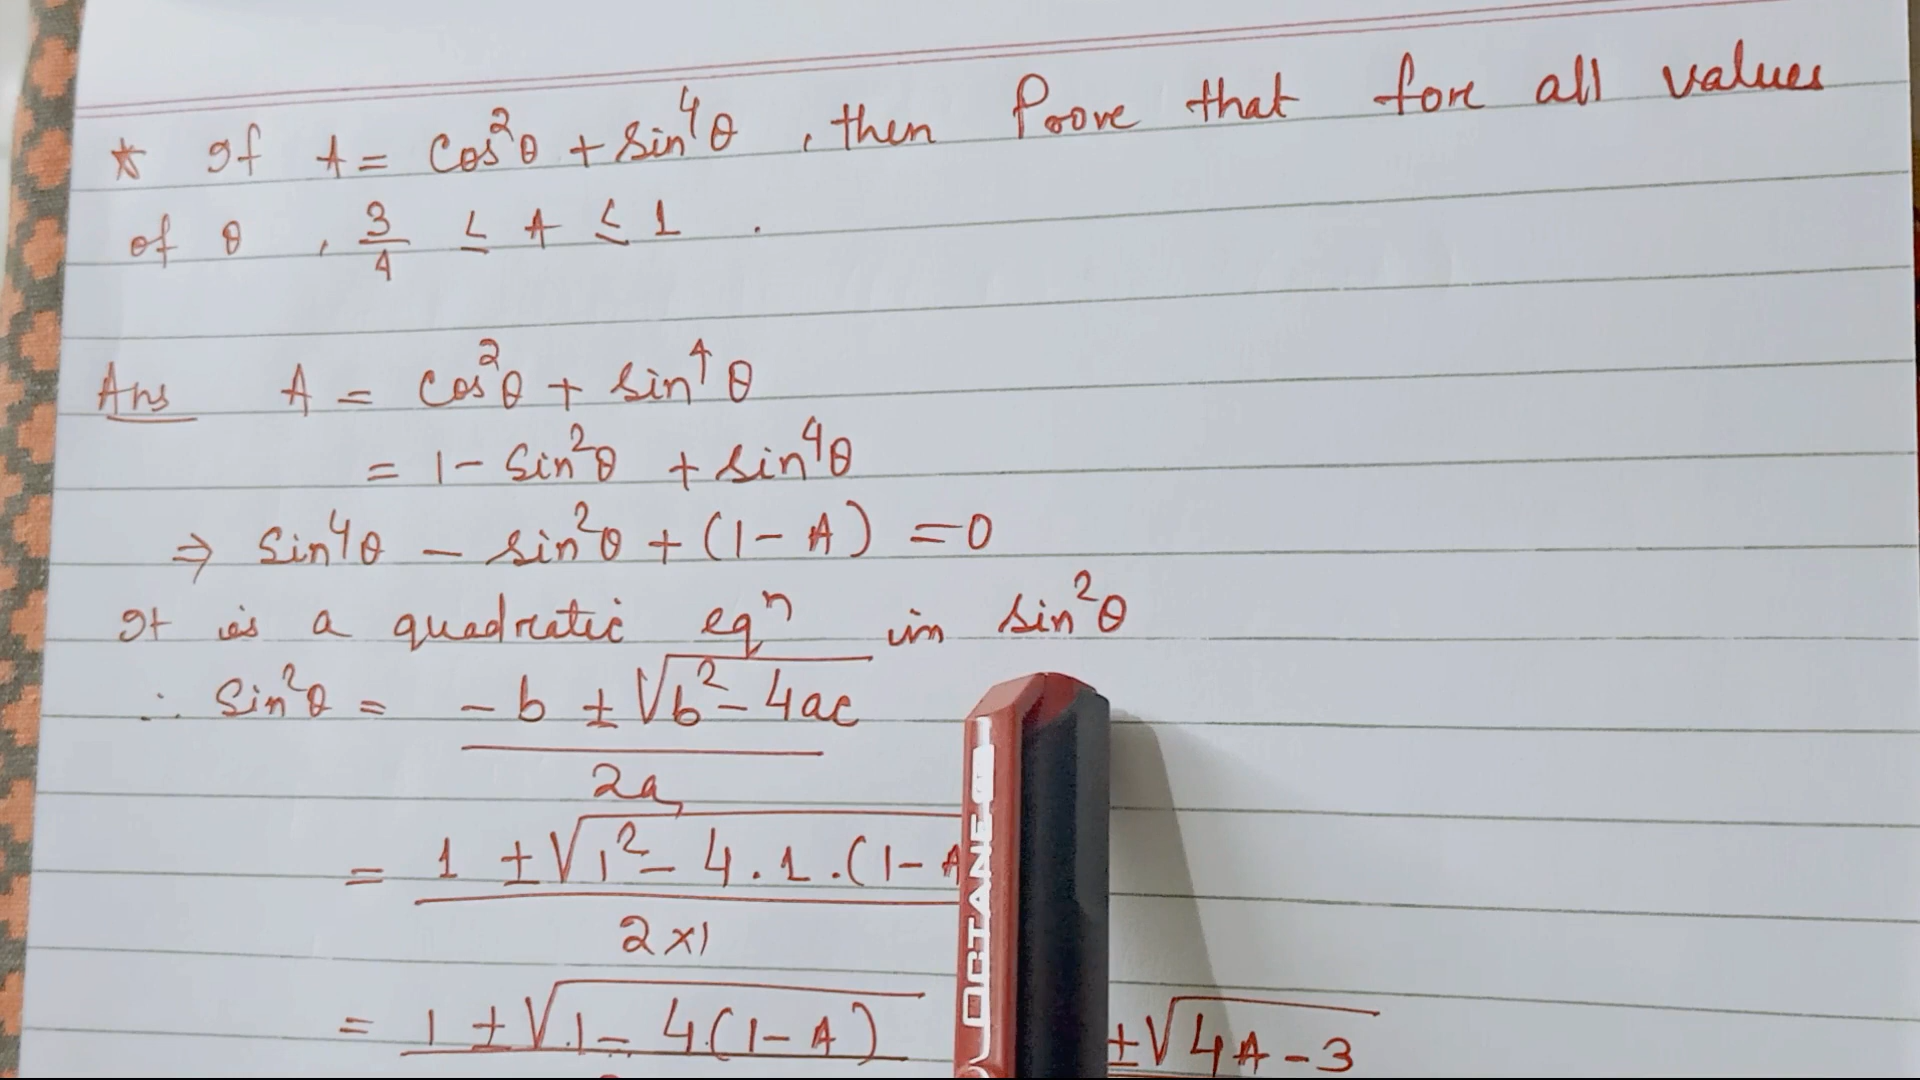 * If A = cos²θ + sin⁴θ , then Prove that for all values
of θ , 3/4 ≤ A ≤ 1 .
Ans A = cos²θ + sin⁴θ
= 1 - sin²θ + sin⁴θ
⇒ sin⁴θ - sin²θ + (1 - A) = 0
It is a quadratic eqⁿ in sin²θ
∴ sin²θ = -b ± √b² - 4ac
2a
= 1 ± √1² - 4.1.(1 - A
2×1
= 1 ± √1 - 4(1 - A) ± √4A - 3
OCTANE